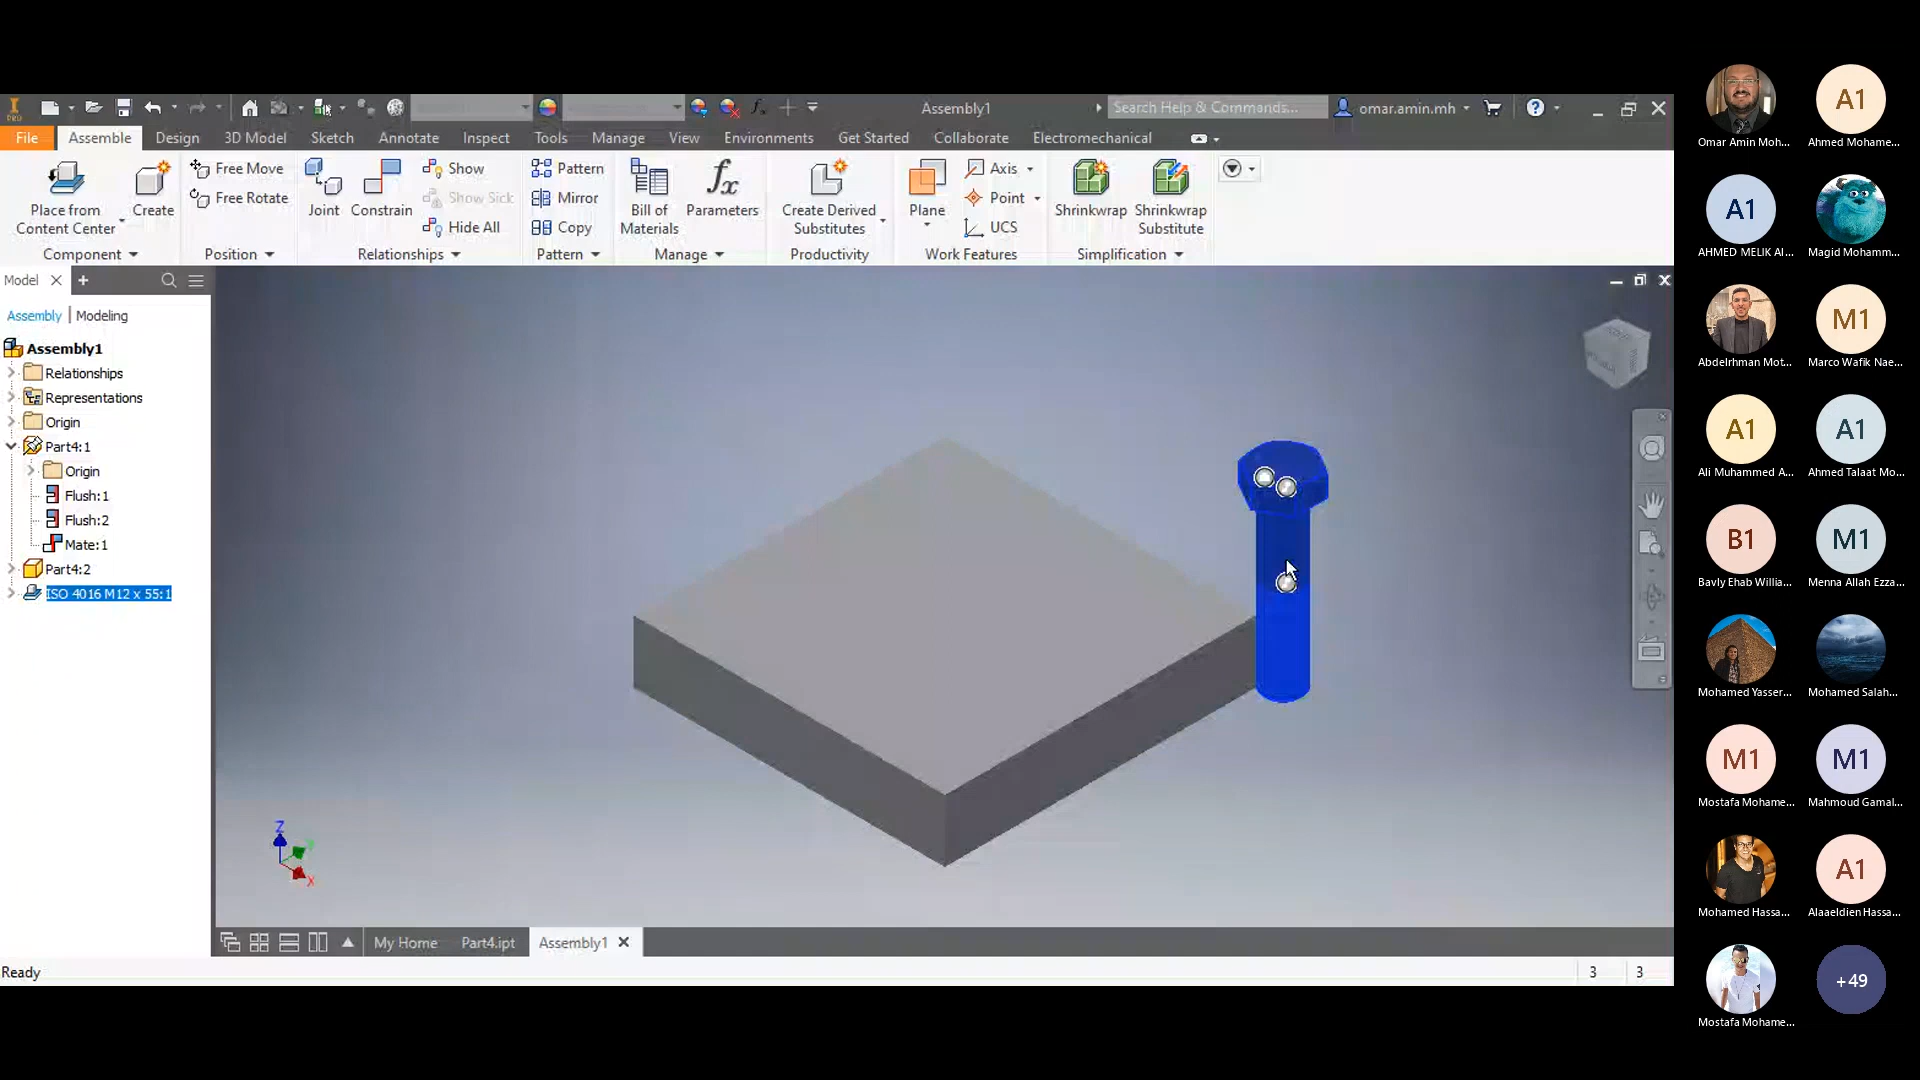 PRO
Assembly1
Search Help & Commands...
omar.amin.mh
File
Assemble
Design
3D Model
Sketch
Annotate
Inspect
Tools
Manage
View
Environments
Get Started
Collaborate
Electromechanical
Place from
Content Center
Create
Component
Free Move
Free Rotate
Position
Joint
Constrain
Show
Show Sick
Hide All
Relationships
Pattern
Mirror
Copy
Pattern
Bill of
Materials
Parameters
Manage
Create Derived
Substitutes
Productivity
Plane
Axis
Point
UCS
Work Features
Shrinkwrap
Shrinkwrap
Substitute
Simplification
Model
Assembly | Modeling
Assembly1
Relationships
Representations
Origin
Part4:1
Origin
Flush:1
Flush:2
Mate:1
Part4:2
ISO 4016 M12 x 55:1
Z
X
My Home
Part4.ipt
Assembly1
Ready
3
3
Omar Amin Moh...
A1
Ahmed Mohame...
A1
AHMED MELIK Al...
Magid Mohamm...
Abdelrhman Mot...
M1
Marco Wafik Nae...
A1
Ali Muhammed A...
A1
Ahmed Talaat Mo...
B1
Bavly Ehab Willia...
M1
Menna Allah Ezza...
Mohamed Yasser...
Mohamed Salah...
M1
Mostafa Mohame...
M1
Mahmoud Gamal...
Mohamed Hassa...
A1
Alaaeldien Hassa...
Mostafa Mohame...
+49